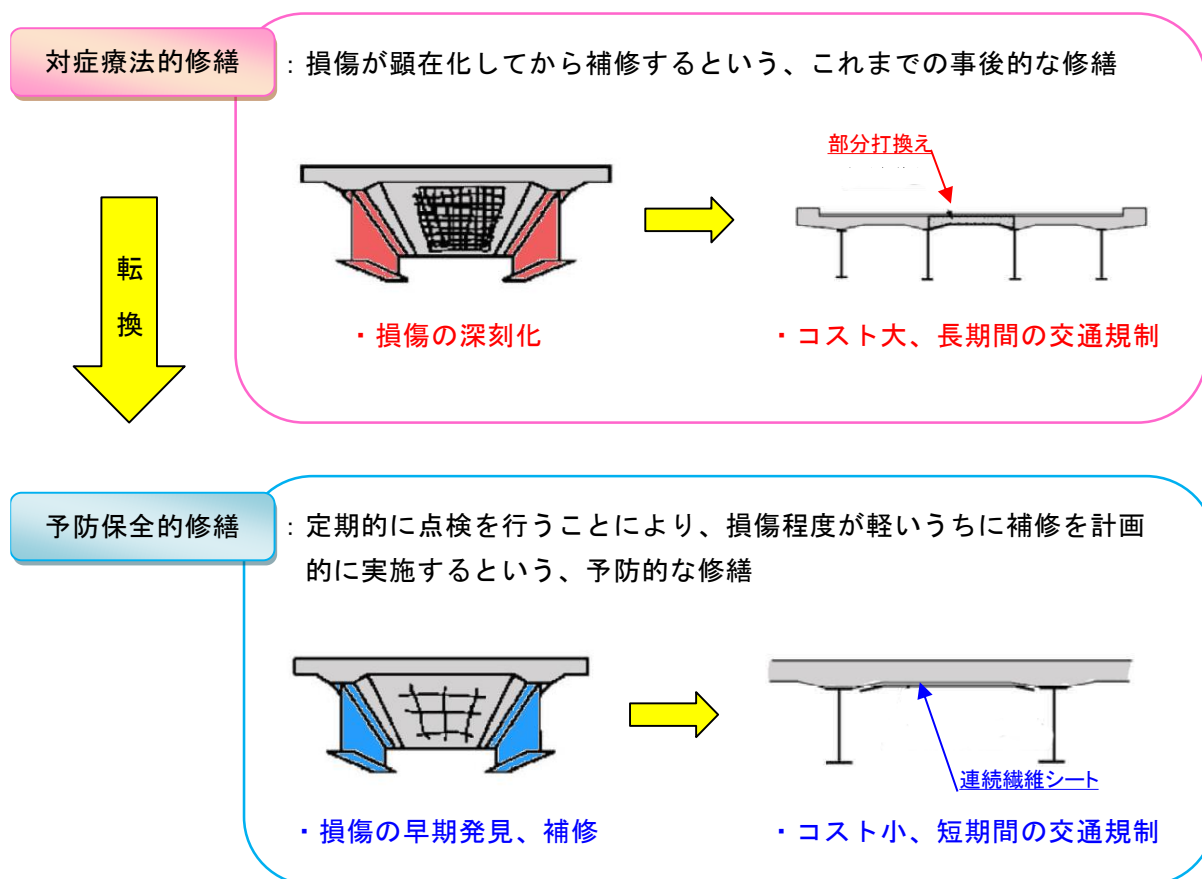 対症療法的修繕
：損傷が顕在化してから補修するという、これまでの事後的な修繕
部分打換え
・損傷の深刻化
・コスト大、長期間の交通規制
転
換
予防保全的修繕
：定期的に点検を行うことにより、損傷程度が軽いうちに補修を計画
的に実施するという、予防的な修繕
連続繊維シート
・損傷の早期発見、補修
・コスト小、短期間の交通規制